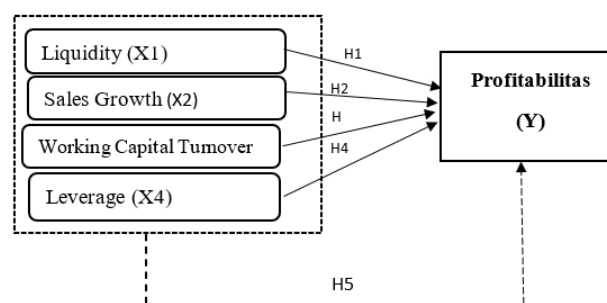 Liquidity (X1)
Sales Growth (X2)
Working Capital Turnover
Leverage (X4)
H1
H2
H
H4
Profitabilitas
(Y)
H5